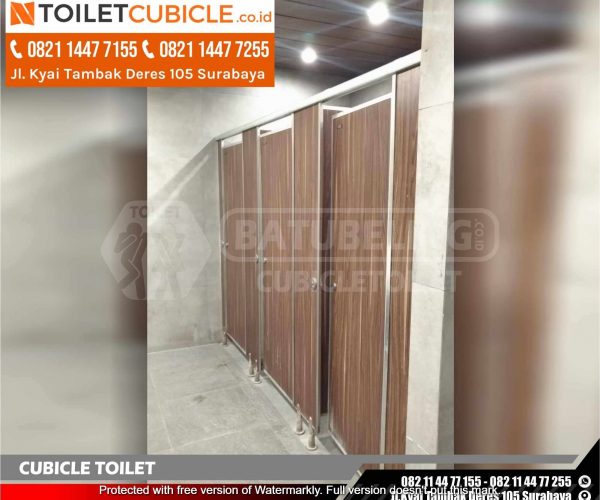 TOILETCUBICLE.co.id
0821 1447 7155 0821 1447 7255
Jl. Kyai Tambak Deres 105 Surabaya
TOILET
BATUBELING.co.id
CUBICLETOILET
CUBICLE TOILET
082 11 44 77 155 - 082 11 44 77 255
Jl.Kyai Tambak Deres 105 Surabaya
Protected with free version of Watermarkly. Full version doesn't put this mark.